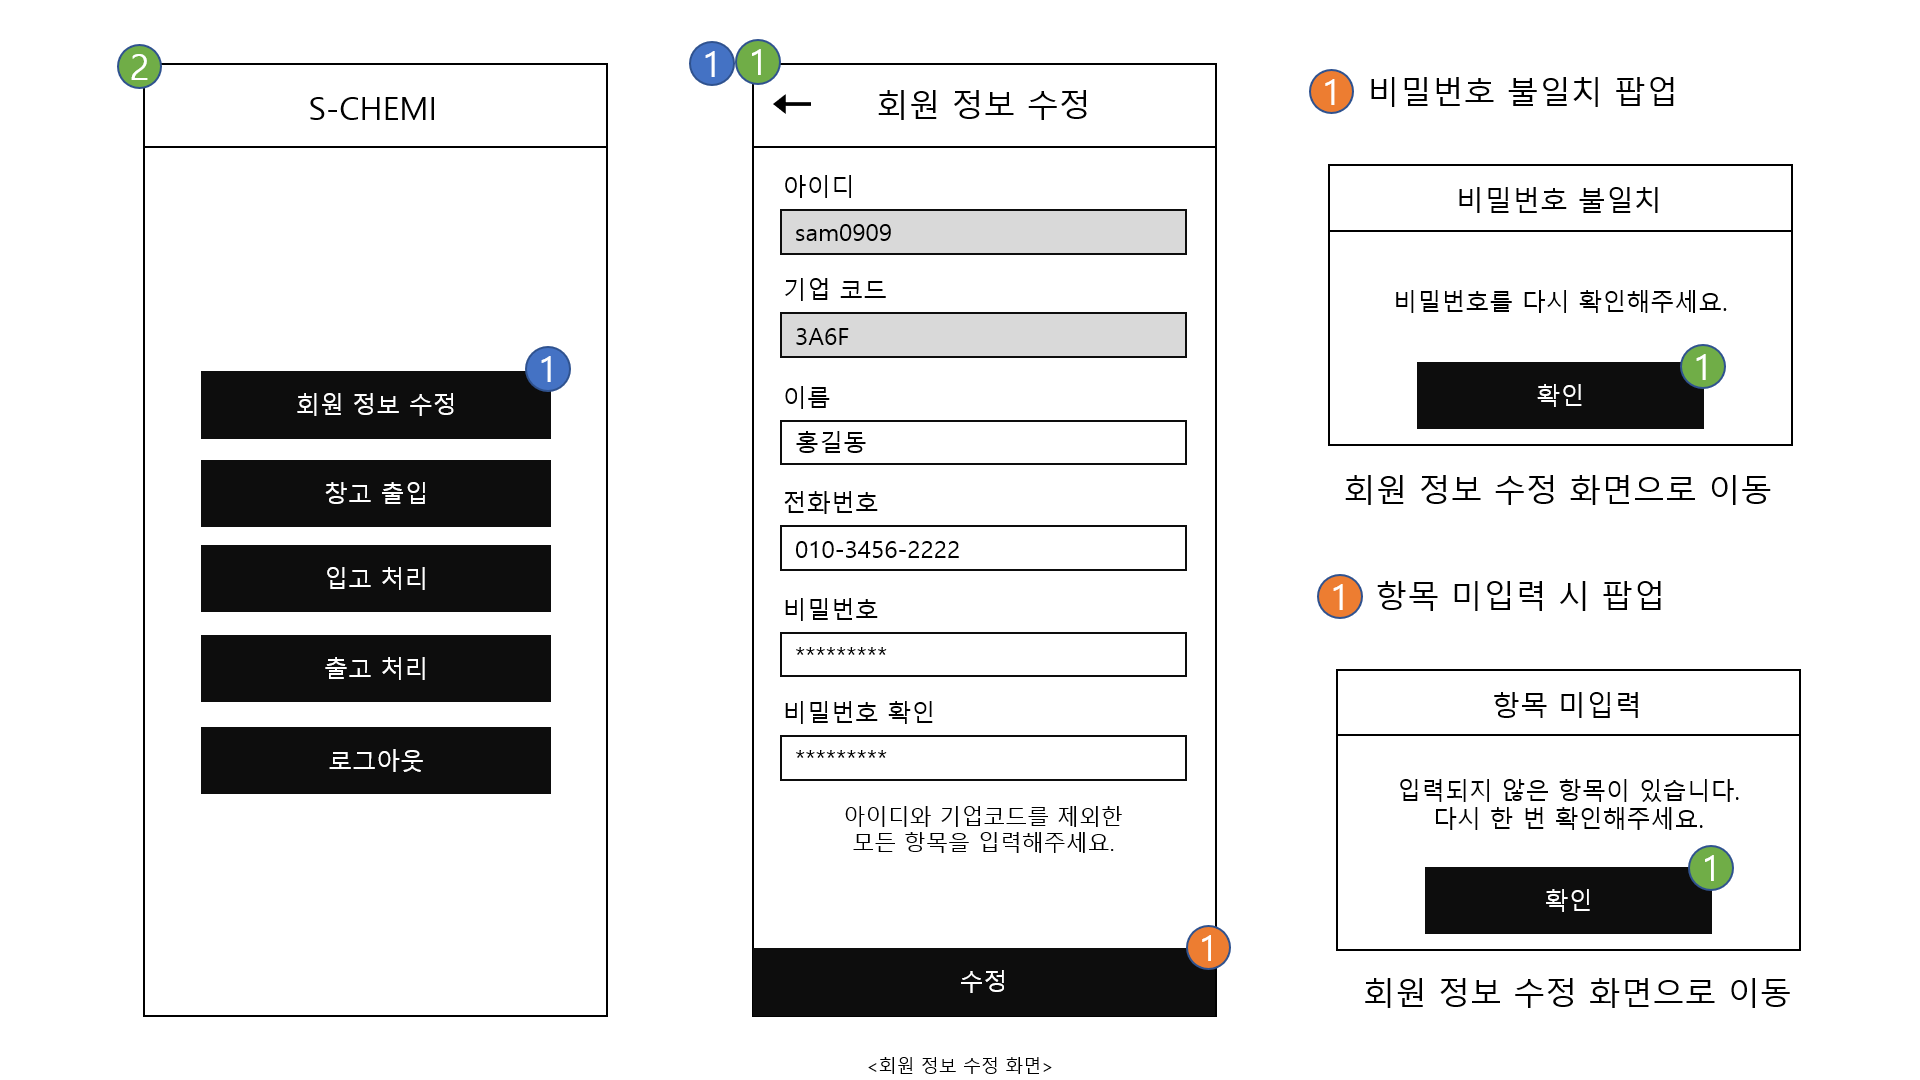 2
S-CHEMI
1
회원 정보 수정
창고 출입
입고 처리
출고 처리
로그아웃
1 1
회원 정보 수정
아이디
sam0909
기업 코드
3A6F
이름
홍길동
전화번호
010-3456-2222
비밀번호
*********
비밀번호 확인
*********
아이디와 기업코드를 제외한
모든 항목을 입력해주세요.
1
수정
1 비밀번호 불일치 팝업
비밀번호 불일치
비밀번호를 다시 확인해주세요.
1
확인
회원 정보 수정 화면으로 이동
1 항목 미입력 시 팝업
항목 미입력
입력되지 않은 항목이 있습니다.
다시 한 번 확인해주세요.
1
확인
회원 정보 수정 화면으로 이동
<회원 정보 수정 화면>